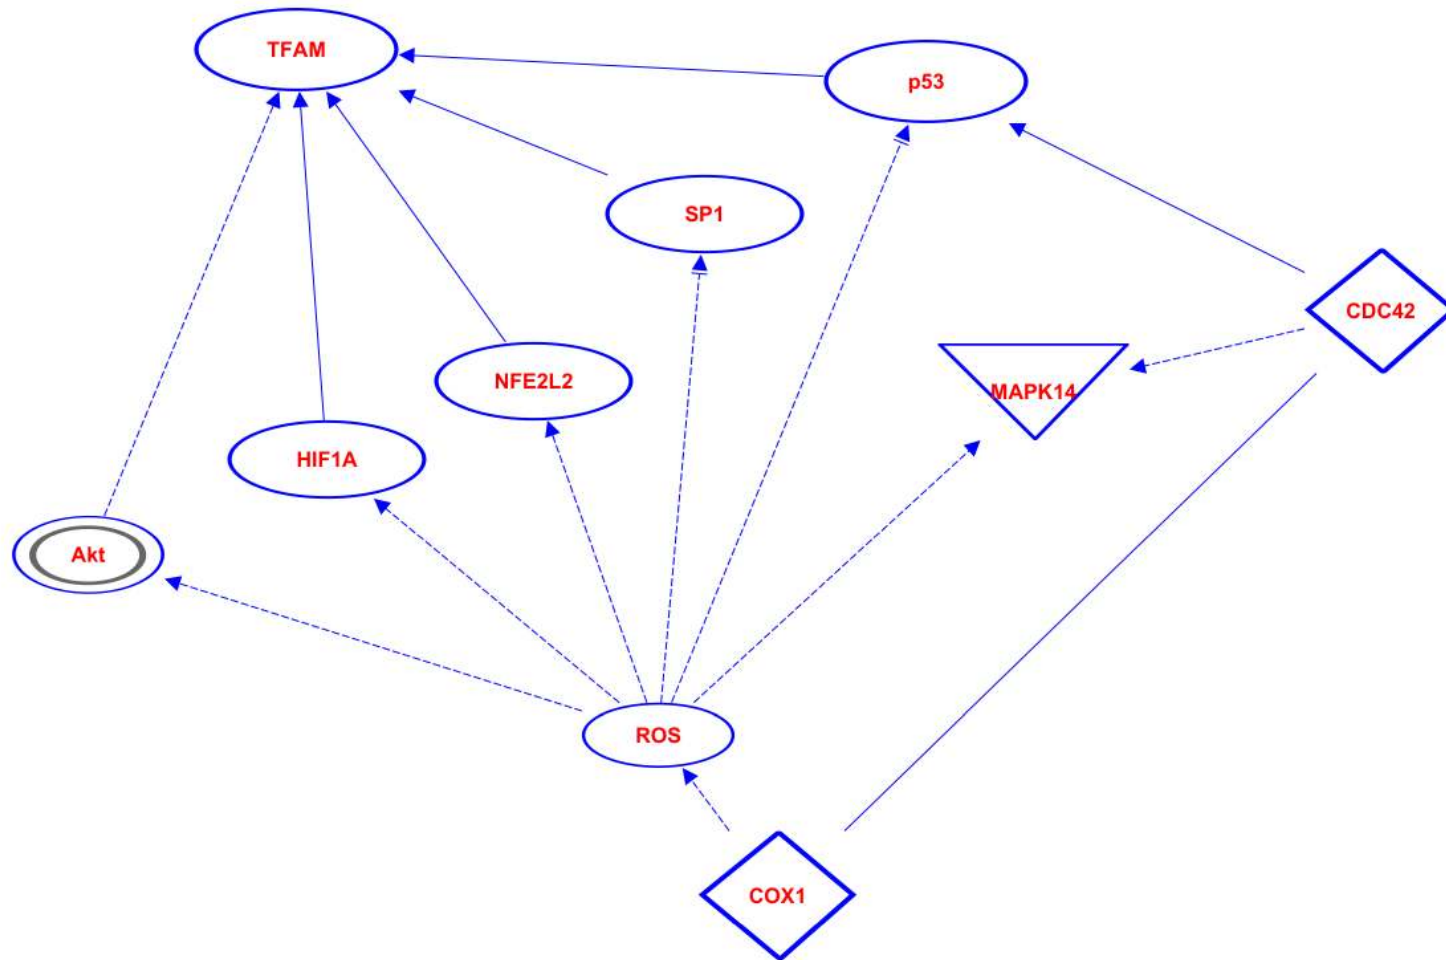 TFAM
p53
SP1
CDC42
NFE2L2
MAPK14
HIF1A
Akt
ROS
COX1